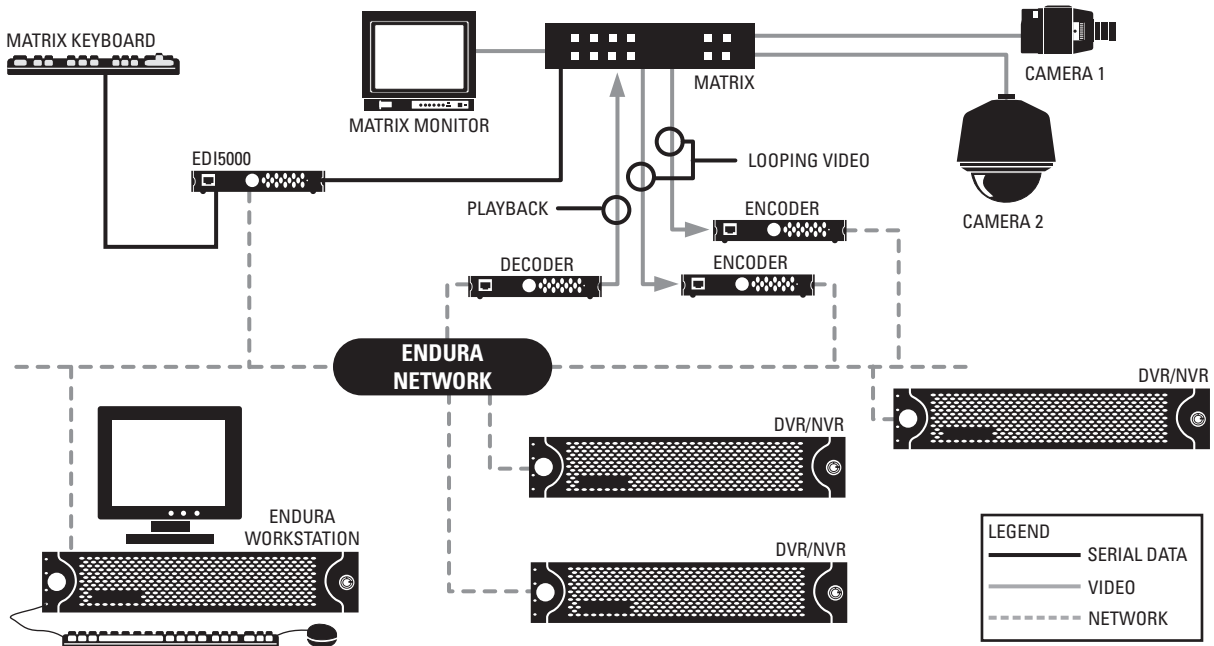 MATRIX KEYBOARD
MATRIX MONITOR
MATRIX
CAMERA 1
CAMERA 2
EDI5000
LOOPING VIDEO
PLAYBACK
ENCODER
DECODER
ENCODER
ENDURA
NETWORK
DVR/NVR
DVR/NVR
ENDURA
WORKSTATION
DVR/NVR
LEGEND
SERIAL DATA
VIDEO
NETWORK